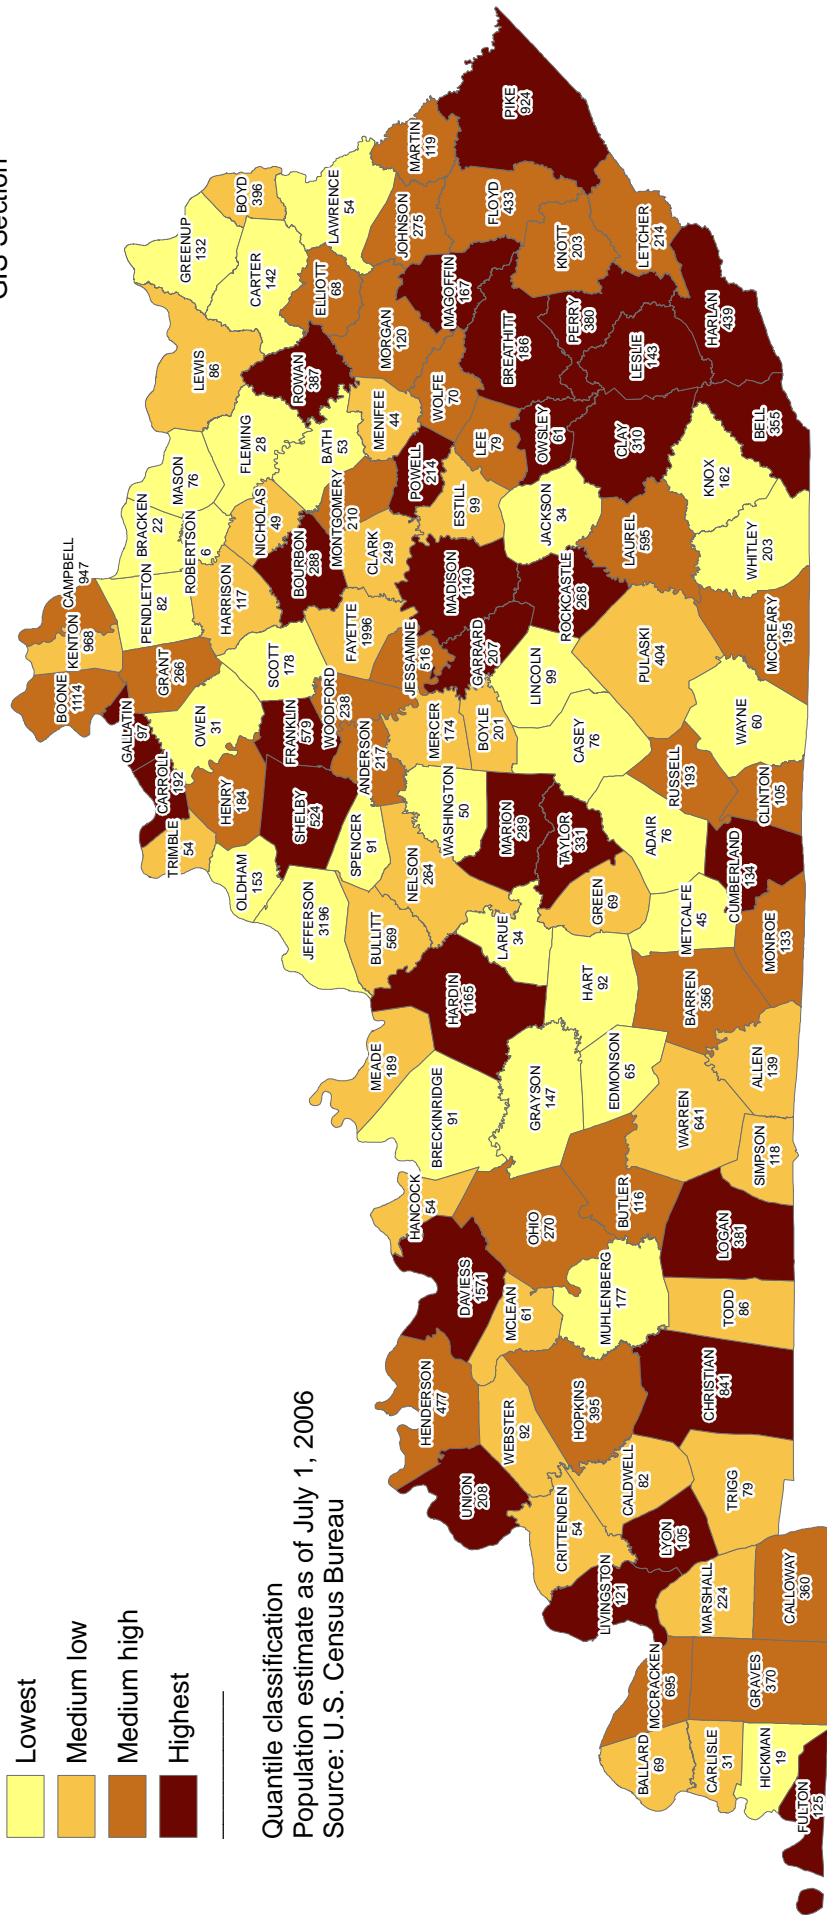 GIS Section
Lowest
Medium low
Medium high
Highest
Quantile classification
Population estimate as of July 1, 2006
Source: U.S. Census Bureau
BOONE
1114
KENTON
968
CAMPBELL
947
GALLATIN
97
GRANT
266
PENDLETON
82
BRACKEN
22
CARROLL
192
TRIMBLE
54
OWEN
31
ROBERTSON
6
MASON
76
LEWIS
86
GREENUP
132
HENRY
184
HARRISON
117
FLEMING
28
CARTER
142
BOYD
396
OLDHAM
153
SCOTT
178
NICHOLAS
49
SHELBY
524
FRANKLIN
579
BOURBON
288
ROWAN
387
ELLIOTT
68
LAWRENCE
54
JEFFERSON
3196
WOODFORD
238
BATH
53
SPENCER
91
ANDERSON
217
FAYETTE
1996
MONTGOMERY
210
BULLITT
569
CLARK
249
MENIFEE
44
MORGAN
120
JOHNSON
275
MARTIN
119
MEADE
189
NELSON
264
MERCER
174
JESSAMINE
516
POWELL
214
WOLFE
70
MAGOFFIN
167
HANCOCK
54
BRECKINRIDGE
91
HARDIN
1165
WASHINGTON
50
BOYLE
201
GARRARD
207
MADISON
1140
ESTILL
99
LEE
79
FLOYD
433
PIKE
924
HENDERSON
477
DAVIESS
1571
UNION
208
WEBSTER
92
MCLEAN
61
OHIO
270
GRAYSON
147
LARUE
34
MARION
289
LINCOLN
99
ROCKCASTLE
268
JACKSON
34
OWSLEY
61
BREATHITT
186
KNOTT
203
CRITTENDEN
54
HOPKINS
395
MUHLENBERG
177
BUTLER
116
EDMONSON
65
HART
92
GREEN
69
TAYLOR
331
CASEY
76
PULASKI
404
LAUREL
595
CLAY
310
PERRY
380
LESLIE
143
LETCHER
214
LIVINGSTON
121
LYON
105
CALDWELL
82
CHRISTIAN
841
TODD
86
LOGAN
381
WARREN
641
BARREN
356
METCALFE
45
ADAIR
76
RUSSELL
193
WAYNE
60
MCCREARY
195
WHITLEY
203
KNOX
162
BELL
355
HARLAN
439
BALLARD
69
MCCRACKEN
695
MARSHALL
224
TRIGG
79
SIMPSON
118
ALLEN
139
MONROE
133
CUMBERLAND
134
CLINTON
105
CARLISLE
31
HICKMAN
19
GRAVES
370
CALLOWAY
360
FULTON
125